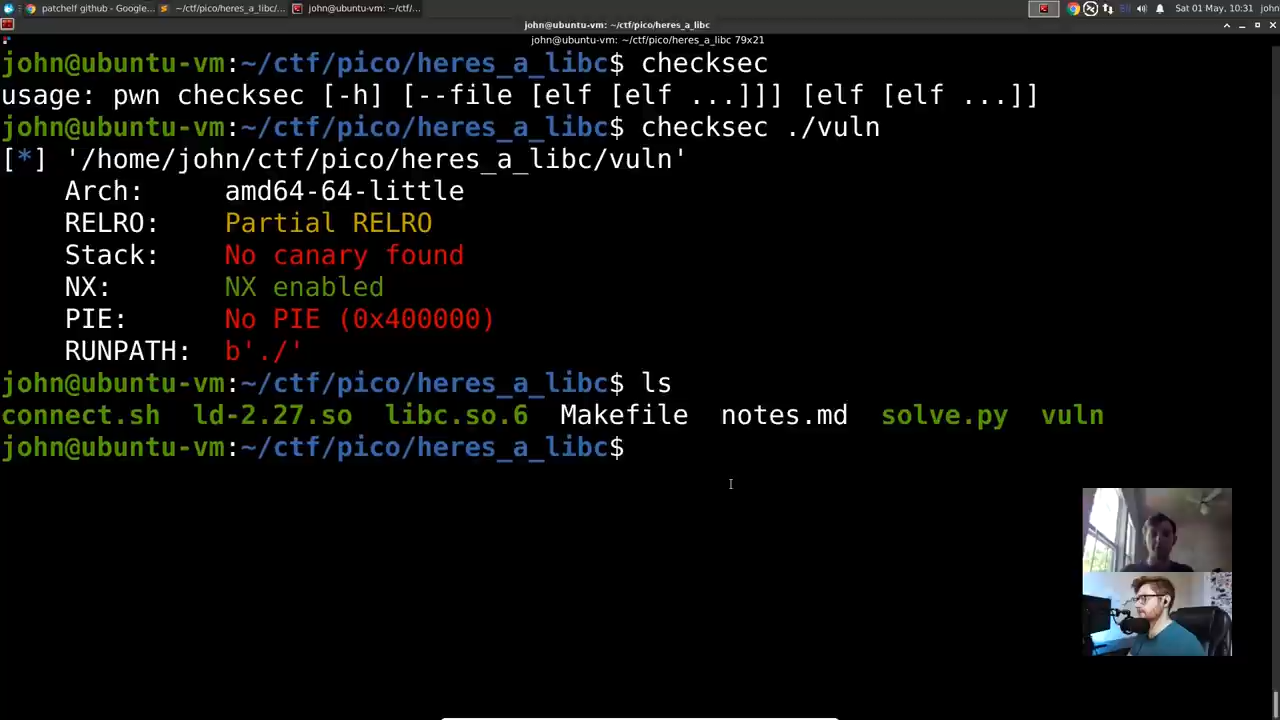 patchelf github - Google... ~/ctf/pico/heres_a_libc/... john@ubuntu-vm: ~/ctf/... Sat 01 May, 10:31 john
john@ubuntu-vm: ~/ctf/pico/heres_a_libc
john@ubuntu-vm: ~/ctf/pico/heres_a_libc 79x21
john@ubuntu-vm:~/ctf/pico/heres_a_libc$ checksec
usage: pwn checksec [-h] [--file [elf [elf ...]]] [elf [elf ...]]
john@ubuntu-vm:~/ctf/pico/heres_a_libc$ checksec ./vuln
[*] '/home/john/ctf/pico/heres_a_libc/vuln'
Arch: amd64-64-little
RELRO: Partial RELRO
Stack: No canary found
NX: NX enabled
PIE: No PIE (0x400000)
RUNPATH: b'./'
john@ubuntu-vm:~/ctf/pico/heres_a_libc$ ls
connect.sh ld-2.27.so libc.so.6 Makefile notes.md solve.py vuln
john@ubuntu-vm:~/ctf/pico/heres_a_libc$